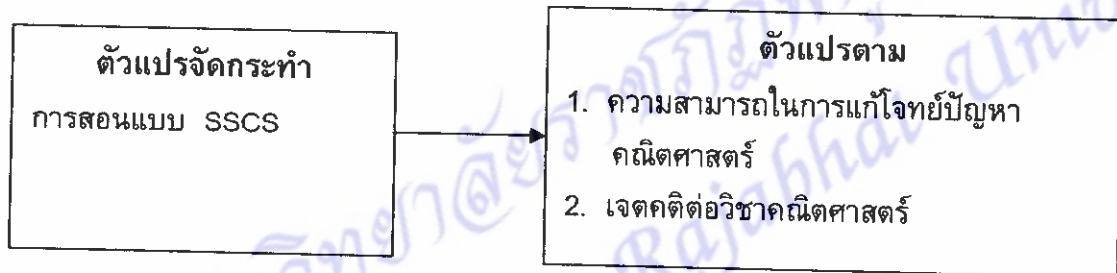 ตัวแปรจัดกระทำ
การสอนแบบ SSCS
ตัวแปรตาม
1. ความสามารถในการแก้โจทย์ปัญหา
คณิตศาสตร์
2. เจตคติต่อวิชาคณิตศาสตร์
Rajabhat